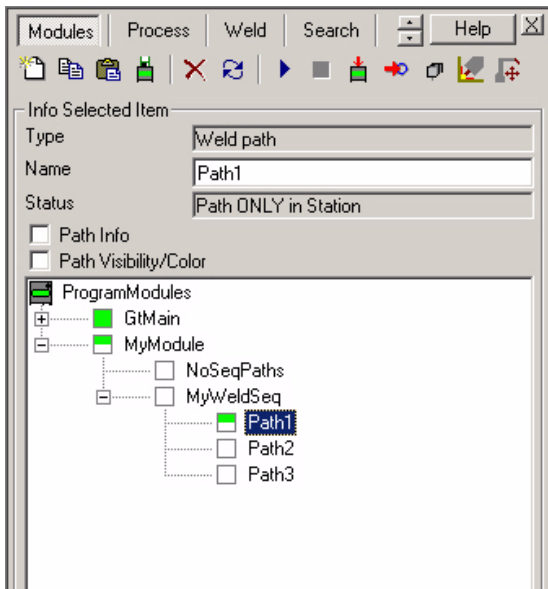 Modules Process Weld Search Help
Info Selected Item
Type Weld path
Name Path1
Status Path ONLY in Station
Path Info
Path Visibility/Color
ProgramModules
GtMain
MyModule
NoSeqPaths
MyWeldSeq
Path1
Path2
Path3